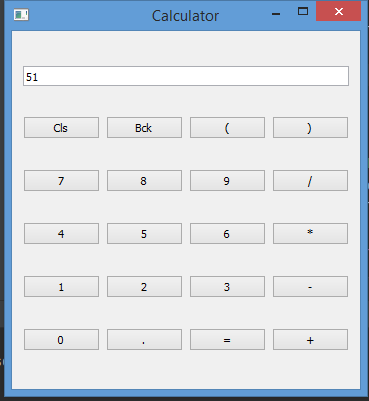 Calculator
51
Cls Bck ( )
7 8 9 /
4 5 6 *
1 2 3 -
0 . = +